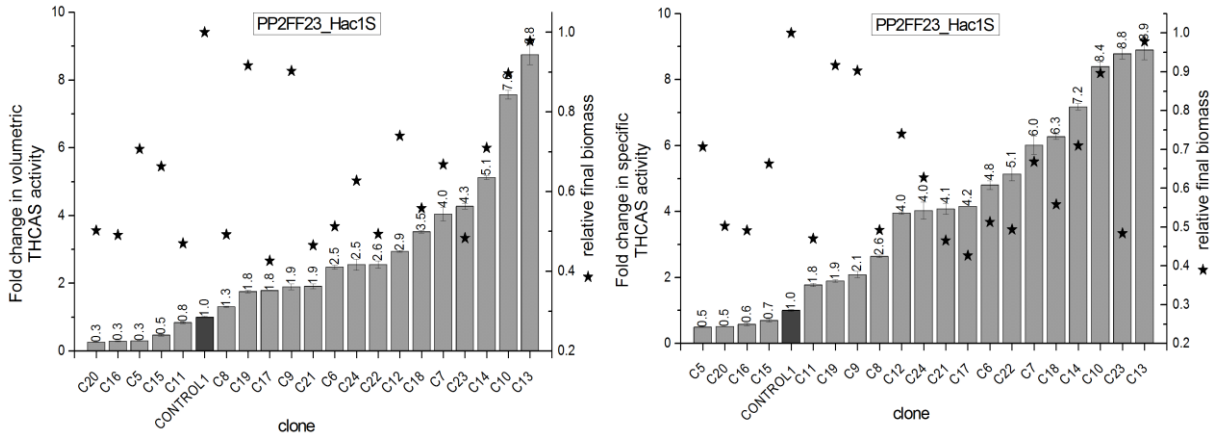 PP2FF23_Hac1S
10
8
6
4
2
0
Fold change in volumetric
THCAS activity
0.3
0.3
0.3
0.5
0.8
1.0
1.3
1.8
1.8
1.9
1.9
2.5
2.5
2.6
2.9
3.5
4.0
4.3
5.1
1.0
0.9
0.8
0.7
0.6
0.5
0.4
0.3
0.2
★ relative final biomass
C20
C16
C5
C15
C11
CONTROL1
C8
C19
C17
C9
C21
C6
C24
C22
C12
C18
C7
C23
C14
C10
C13
clone
PP2FF23_Hac1S
10
8
6
4
2
0
Fold change in specific
THCAS activity
0.5
0.5
0.6
0.7
1.0
1.8
1.9
2.1
2.6
4.0
4.0
4.1
4.2
4.8
5.1
6.0
6.3
7.2
8.4
8.8
8.9
1.0
0.9
0.8
0.7
0.6
0.5
0.4
0.3
0.2
★ relative final biomass
C5
C20
C16
C15
CONTROL1
C11
C19
C9
C8
C12
C24
C21
C17
C6
C22
C7
C18
C14
C10
C23
C13
clone